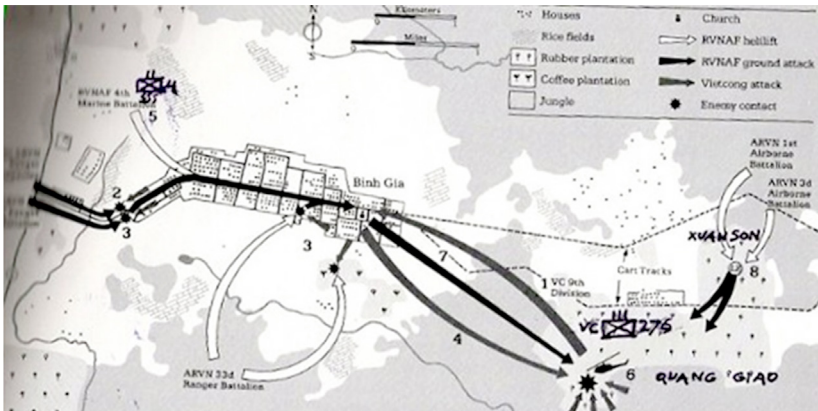 Kilometers
Miles
N
S
Houses
Rice fields
Rubber plantation
Coffee plantation
Jungle
Church
RVNAF helilift
RVNAF ground attack
Vietcong attack
Enemy contact
4
RVNAF 4th
Marine Battalion
5
ARVN 1st
Airborne
Battalion
ARVN 3d
Airborne
Battalion
Binh Gia
2
3
3
7
XUAN SON
8
Cart Tracks
1
VC 9th
Division
VC 275
4
6
QUANG GIAO
ARVN 33d
Ranger Battalion